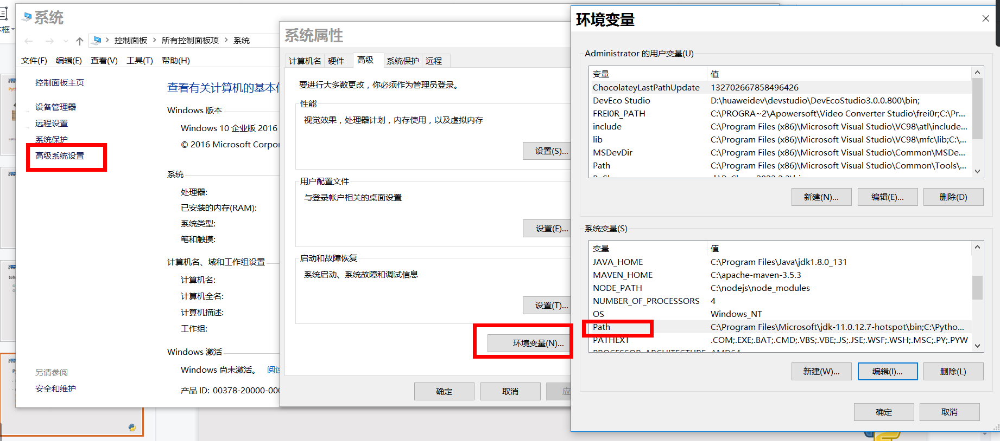 系统
控制面板 所有控制面板项 系统
文件(F) 编辑(E) 查看(V) 工具(T) 帮助(H)
控制面板主页
设备管理器
远程设置
系统保护
高级系统设置
另请参阅
安全和维护
查看有关计算机的基本
Windows 版本
Windows 10 企业版 2016
© 2016 Microsoft Corpor
系统
处理器:
已安装的内存(RAM):
系统类型:
笔和触摸:
计算机名、域和工作组设置
计算机名:
计算机全名:
计算机描述:
工作组:
Windows 激活
Windows 尚未激活。 阅读
产品 ID: 00378-20000-000
系统属性
计算机名 硬件 高级 系统保护 远程
要进行大多数更改，你必须作为管理员登录。
性能
视觉效果，处理器计划，内存使用，以及虚拟内存
设置(S)...
用户配置文件
与登录帐户相关的桌面设置
设置(E)...
启动和故障恢复
系统启动、系统故障和调试信息
设置(T)...
环境变量(N)...
确定 取消 应
环境变量
Administrator 的用户变量(U)
变量 值
ChocolateyLastPathUpdate 132702667858496426
DevEco Studio D:\huaweidev\devstudio\DevEcoStudio3.0.0.800\bin;
FREI0R_PATH C:\PROGRA~2\Apowersoft\Video Converter Studio\frei0r;C:\Pr...
include C:\Program Files (x86)\Microsoft Visual Studio\VC98\atl\include...
lib C:\Program Files (x86)\Microsoft Visual Studio\VC98\mfc\lib;C:\...
MSDevDir C:\Program Files (x86)\Microsoft Visual Studio\Common\MSDe...
Path C:\Program Files (x86)\Microsoft Visual Studio\Common\Tools\...
新建(N)... 编辑(E)... 删除(D)
系统变量(S)
变量 值
JAVA_HOME C:\Program Files\Java\jdk1.8.0_131
MAVEN_HOME C:\apache-maven-3.5.3
NODE_PATH C:\nodejs\node_modules
NUMBER_OF_PROCESSORS 4
OS Windows_NT
Path C:\Program Files\Microsoft\jdk-11.0.12.7-hotspot\bin;C:\Pytho...
PATHEXT .COM;.EXE;.BAT;.CMD;.VBS;.VBE;.JS;.JSE;.WSF;.WSH;.MSC;.PY;.PYW
PROCESSOR_ARCHITECTURE AMD64
新建(W)... 编辑(I)... 删除(L)
确定 取消